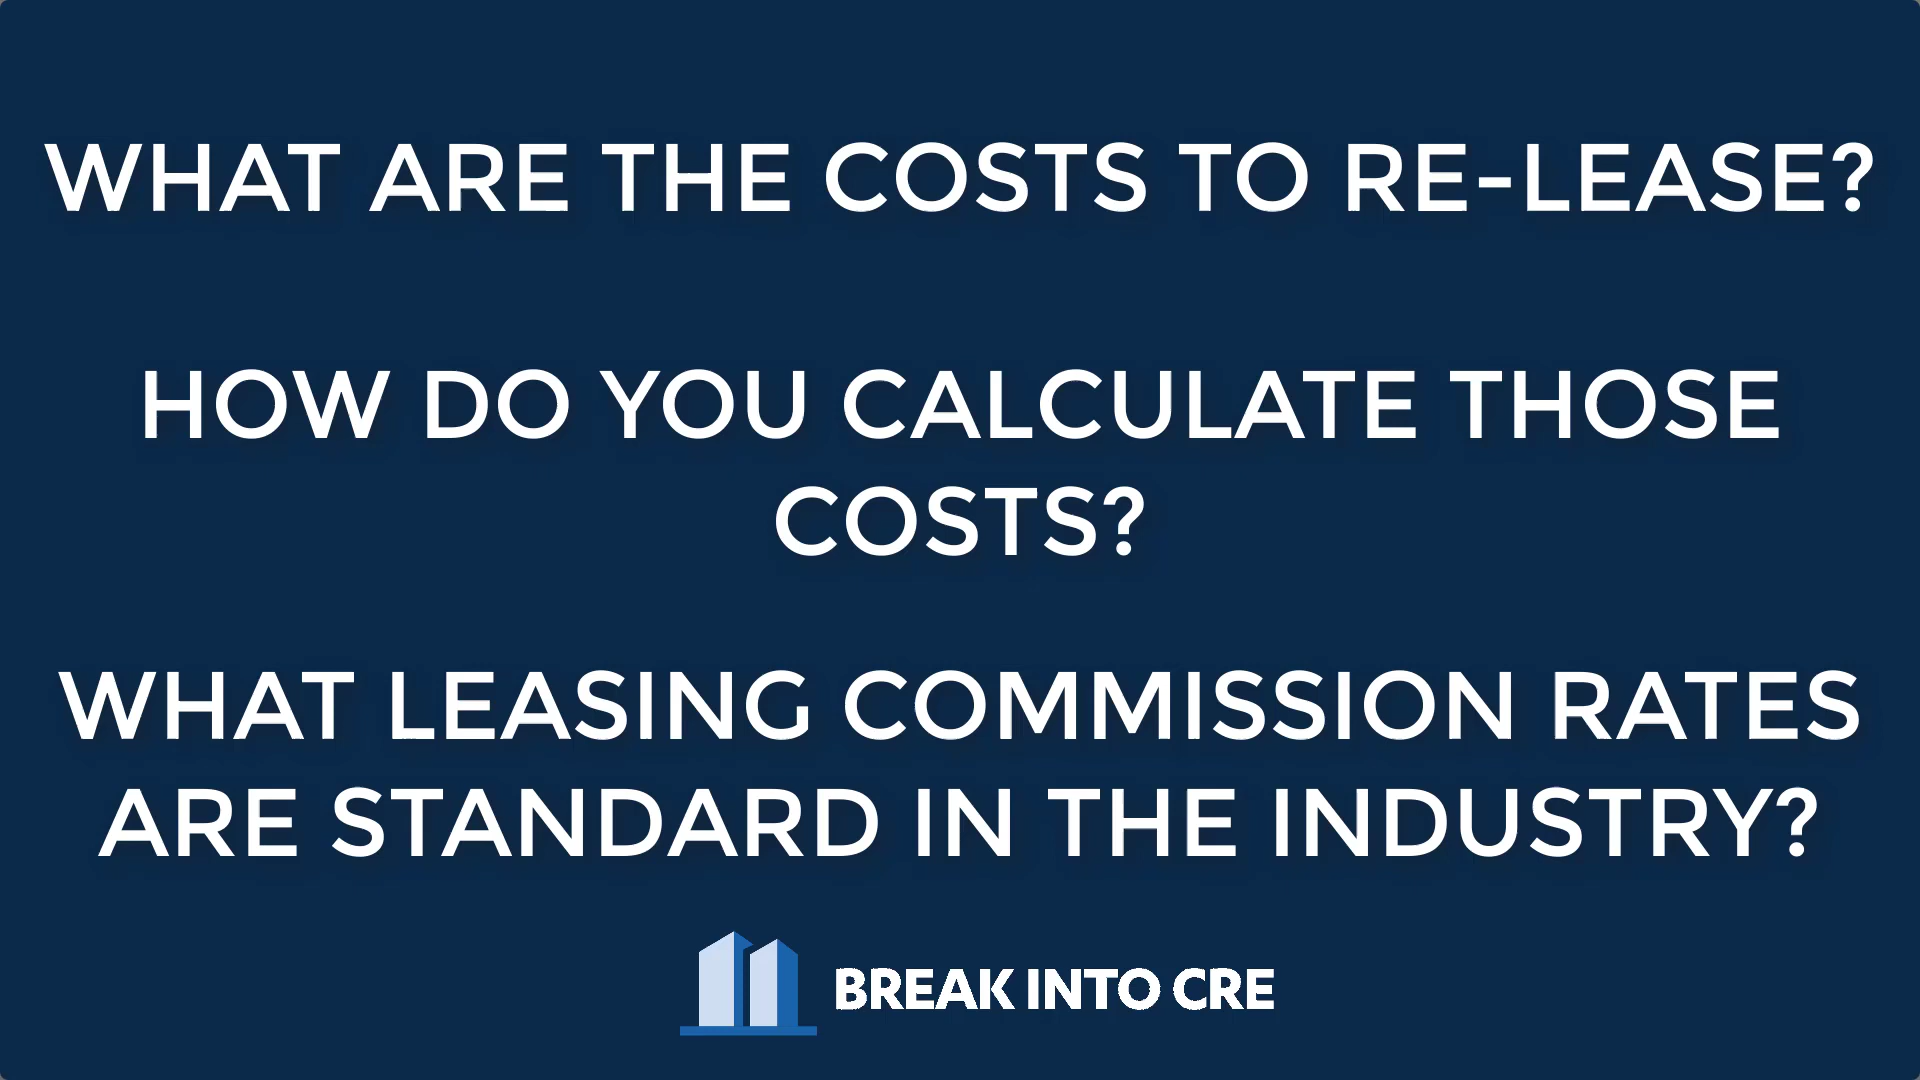 WHAT ARE THE COSTS TO RE-LEASE?
HOW DO YOU CALCULATE THOSE
COSTS?
WHAT LEASING COMMISSION RATES
ARE STANDARD IN THE INDUSTRY?
BREAK INTO CRE